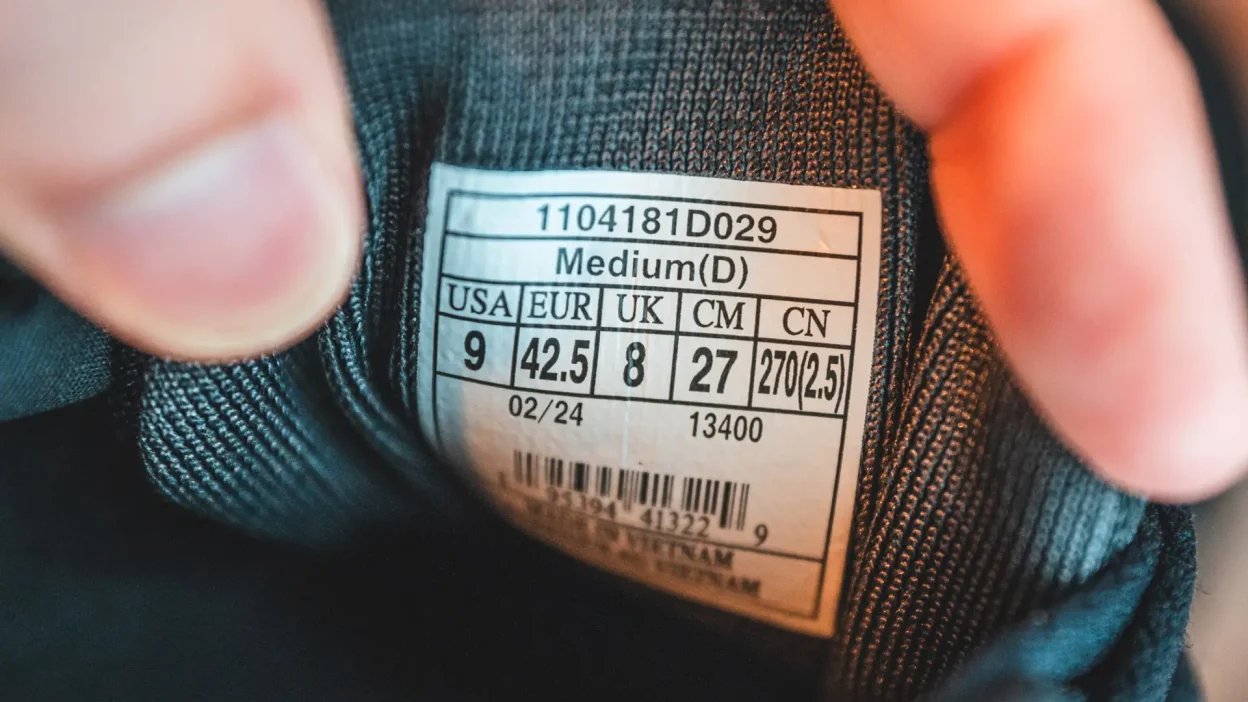 1104181D029
Medium(D)
USA EUR UK CM CN
9 42.5 8 27 270(2.5)
02/24 13400
95394 41322 9
MADE IN VIETNAM
VIETNAM